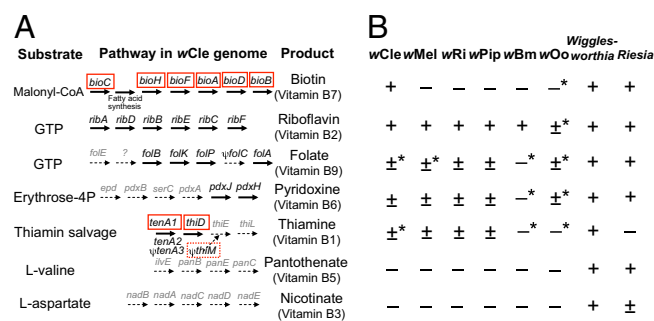 A
Substrate Pathway in wCle genome Product
Malonyl-CoA bioC bioH bioF bioA bioD bioB Biotin
Fatty acid synthesis (Vitamin B7)
GTP ribA ribD ribB ribE ribC ribF Riboflavin
(Vitamin B2)
GTP folE ? folB folK folP ψfolC folA Folate
(Vitamin B9)
Erythrose-4P epd pdxB serC pdxA pdxJ pdxH Pyridoxine
(Vitamin B6)
Thiamin salvage tenA1 thiD thiE thiL Thiamine
tenA2 (Vitamin B1)
ψtenA3 ψthiM
L-valine ilvE panB panE panC Pantothenate
(Vitamin B5)
L-aspartate nadB nadA nadC nadD nadE Nicotinate
(Vitamin B3)
B
wCle wMel wRi wPip wBm wOo Wiggles-worthia Riesia
+ − − − − −* + +
+ + + + + ±* + +
±* ±* ± ± −* ±* + +
± ± ± ± −* ±* + +
±* ± ± ± −* −* + −
− − − − − − + +
− − − − − − + ±